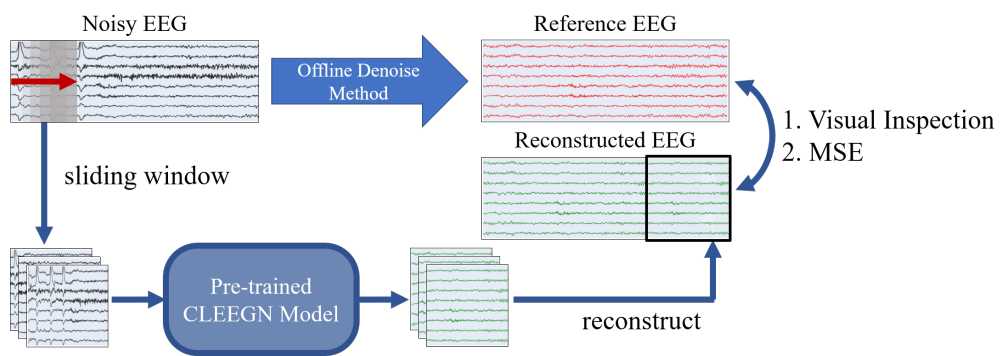 Noisy EEG
Offline Denoise
Method
Reference EEG
Reconstructed EEG
1. Visual Inspection
2. MSE
sliding window
Pre-trained
CLEEGN Model
reconstruct